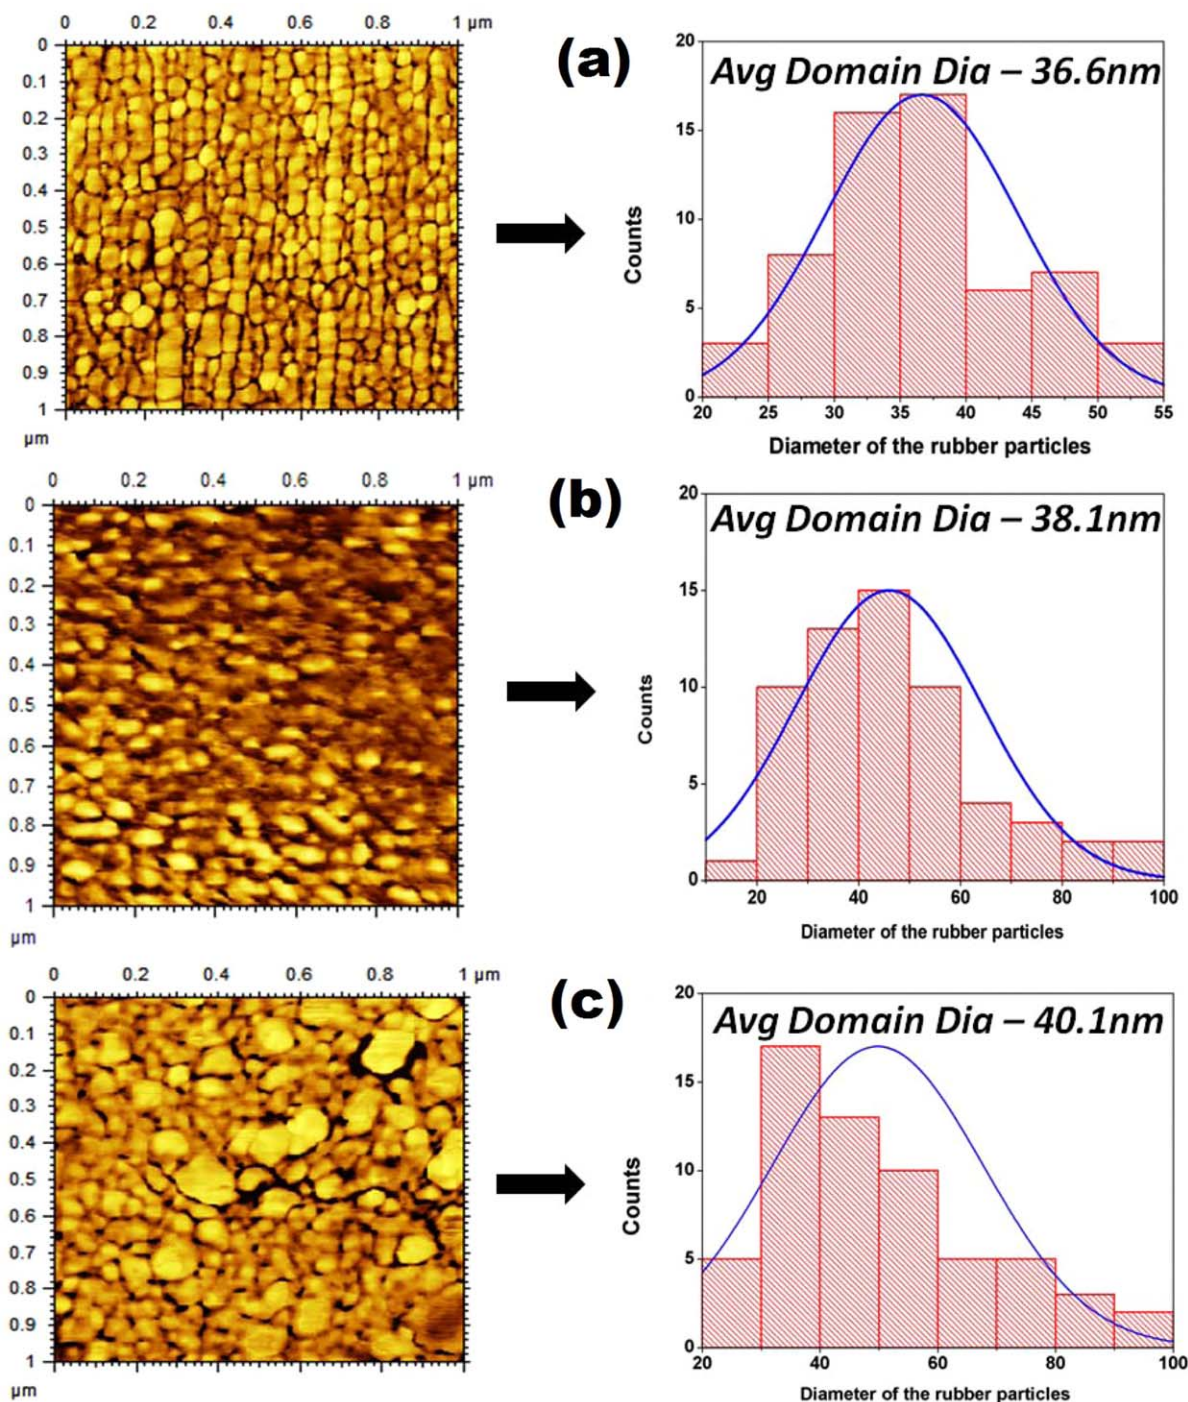 0 0.2 0.4 0.6 0.8 1 µm
0
0.1
0.2
0.3
0.4
0.5
0.6
0.7
0.8
0.9
1
µm
(a)
Avg Domain Dia – 36.6nm
20
15
10
5
0
Counts
20 25 30 35 40 45 50 55
Diameter of the rubber particles
0 0.2 0.4 0.6 0.8 1 µm
0
0.1
0.2
0.3
0.4
0.5
0.6
0.7
0.8
0.9
1
µm
(b)
Avg Domain Dia – 38.1nm
20
15
10
5
0
Counts
20 40 60 80 100
Diameter of the rubber particles
0 0.2 0.4 0.6 0.8 1 µm
0
0.1
0.2
0.3
0.4
0.5
0.6
0.7
0.8
0.9
1
µm
(c)
Avg Domain Dia – 40.1nm
20
15
10
5
0
Counts
20 40 60 80 100
Diameter of the rubber particles